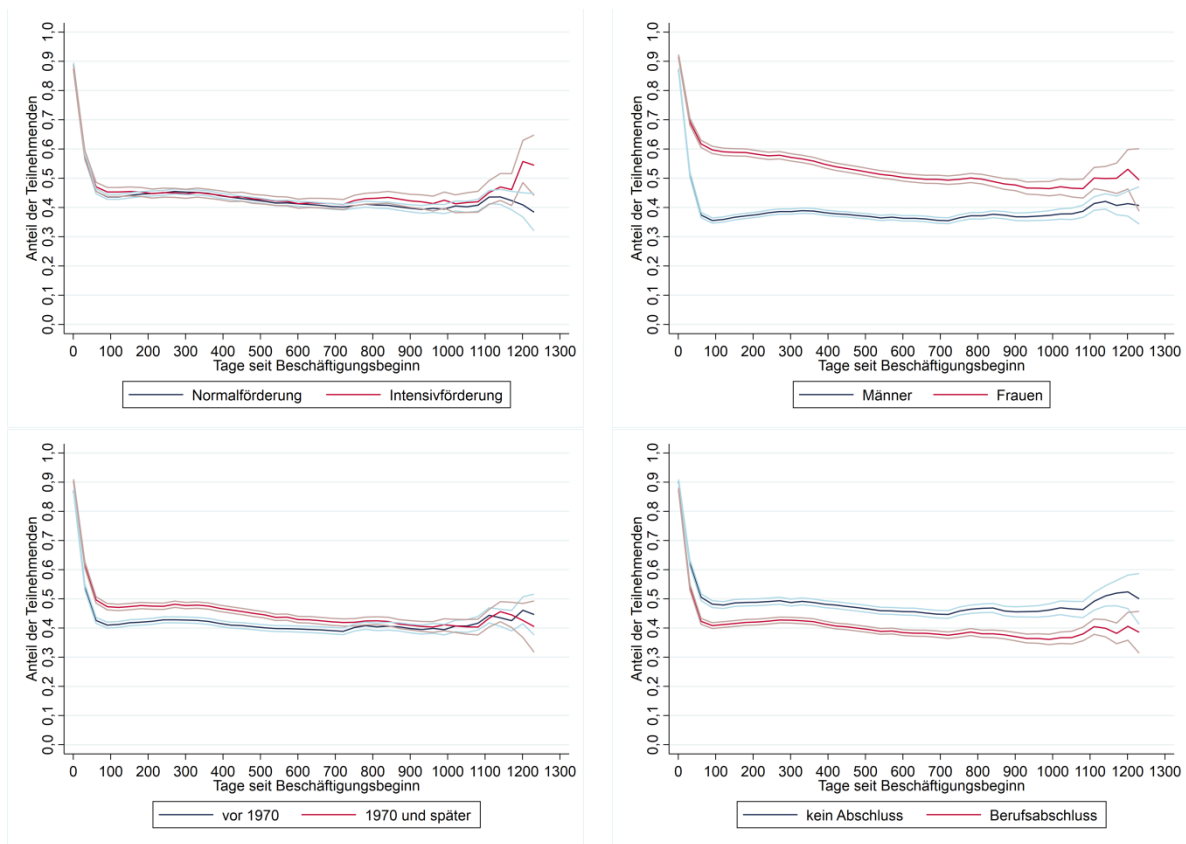 Anteil der Teilnehmenden
0,0 0,1 0,2 0,3 0,4 0,5 0,6 0,7 0,8 0,9 1,0
0 100 200 300 400 500 600 700 800 900 1000 1100 1200 1300
Tage seit Beschäftigungsbeginn
Normalförderung Intensivförderung
Anteil der Teilnehmenden
0,0 0,1 0,2 0,3 0,4 0,5 0,6 0,7 0,8 0,9 1,0
0 100 200 300 400 500 600 700 800 900 1000 1100 1200 1300
Tage seit Beschäftigungsbeginn
Männer Frauen
Anteil der Teilnehmenden
0,0 0,1 0,2 0,3 0,4 0,5 0,6 0,7 0,8 0,9 1,0
0 100 200 300 400 500 600 700 800 900 1000 1100 1200 1300
Tage seit Beschäftigungsbeginn
vor 1970 1970 und später
Anteil der Teilnehmenden
0,0 0,1 0,2 0,3 0,4 0,5 0,6 0,7 0,8 0,9 1,0
0 100 200 300 400 500 600 700 800 900 1000 1100 1200 1300
Tage seit Beschäftigungsbeginn
kein Abschluss Berufsabschluss